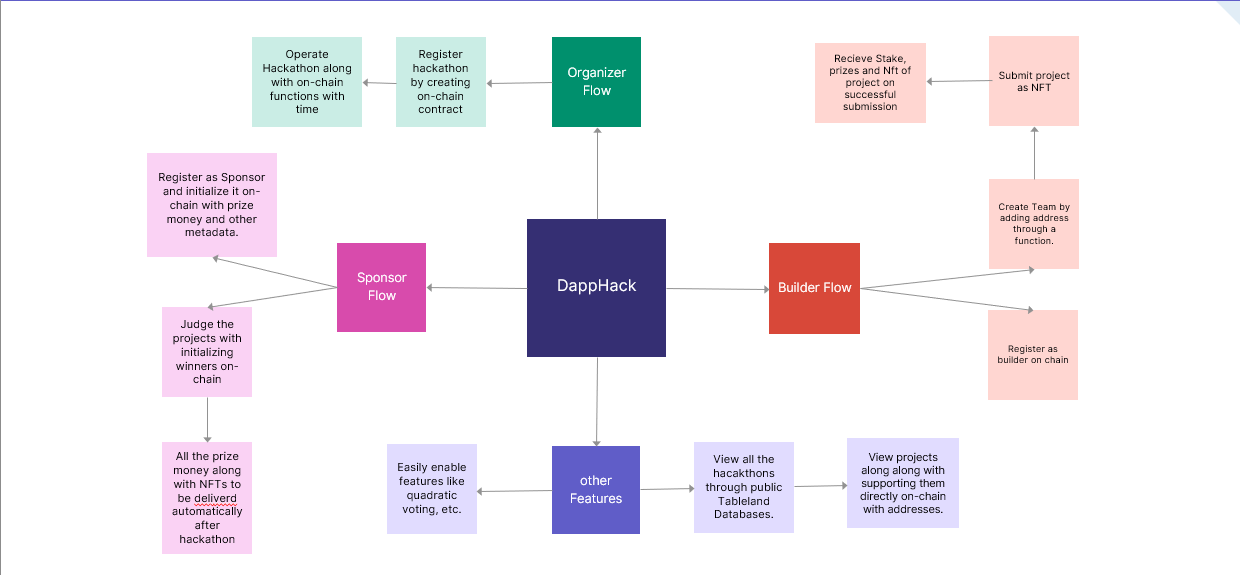 Operate
Hackathon along
with on-chain
functions with
time
Register
hackathon
by creating
on-chain
contract
Organizer
Flow
Recieve Stake,
prizes and Nft of
project on
successful
submission
Submit project
as NFT
Register as Sponsor
and initialize it on-
chain with prize
money and other
metadata.
Create Team by
adding address
through a
function.
Sponsor
Flow
DappHack
Builder Flow
Judge the
projects with
initializing
winners on-
chain
Register as
builder on chain
All the prize
money along
with NFTs to
be deliverd
automatically
after
hackathon
Easily enable
features like
quadratic
voting, etc.
other
Features
View all the
hacakthons
through public
Tableland
Databases.
View projects
along along with
supporting them
directly on-chain
with addresses.